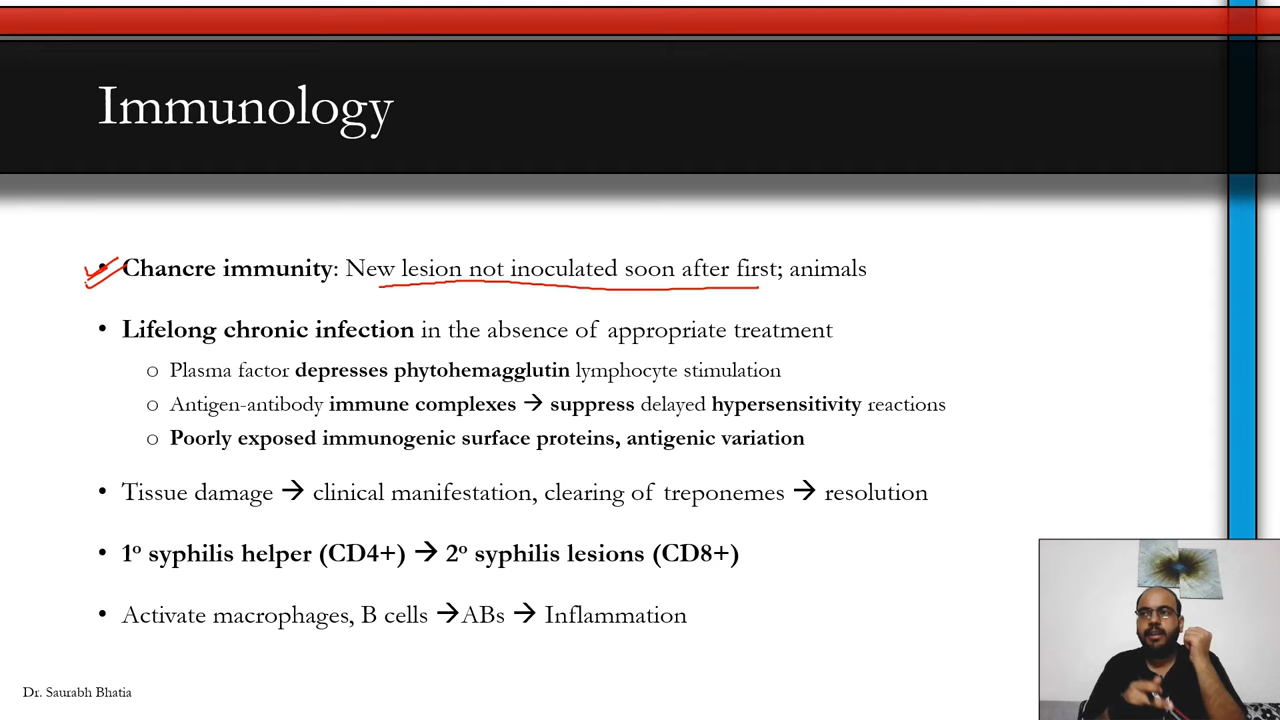 Immunology
• Chancre immunity: New lesion not inoculated soon after first; animals
• Lifelong chronic infection in the absence of appropriate treatment
o Plasma factor depresses phytohemagglutin lymphocyte stimulation
o Antigen-antibody immune complexes → suppress delayed hypersensitivity reactions
o Poorly exposed immunogenic surface proteins, antigenic variation
• Tissue damage → clinical manifestation, clearing of treponemes → resolution
• 1º syphilis helper (CD4+) → 2º syphilis lesions (CD8+)
• Activate macrophages, B cells →ABs → Inflammation
Dr. Saurabh Bhatia